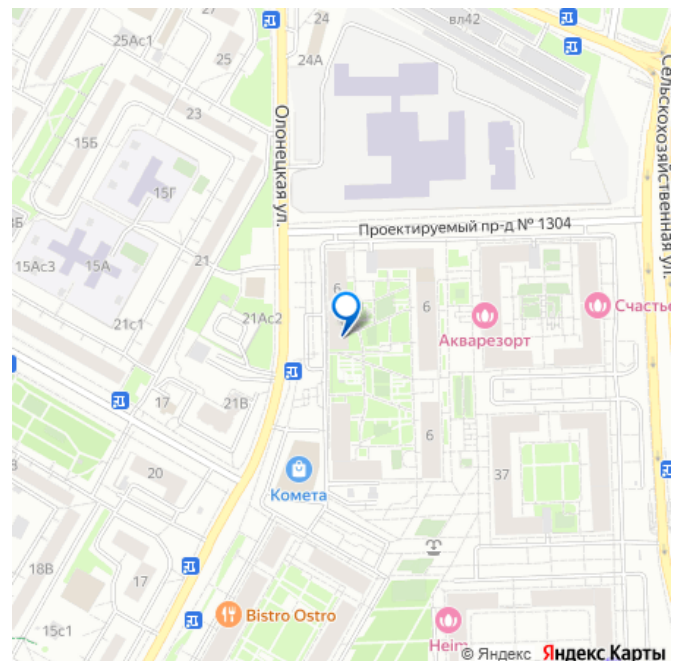 24
27
вл42
25Ас1
25
24А
23
15Б
Олонецкая ул.
Сельскохозяйственная ул.
15Г
Проектируемый пр-д № 1304
15Ас3
15А
21
6
6
21Ас2
Счастье
21с1
Акварезорт
17
21В
6
37
20
Комета
18В
17
Bistro Ostro
15с1
Heim
© Яндекс Яндекс Карты